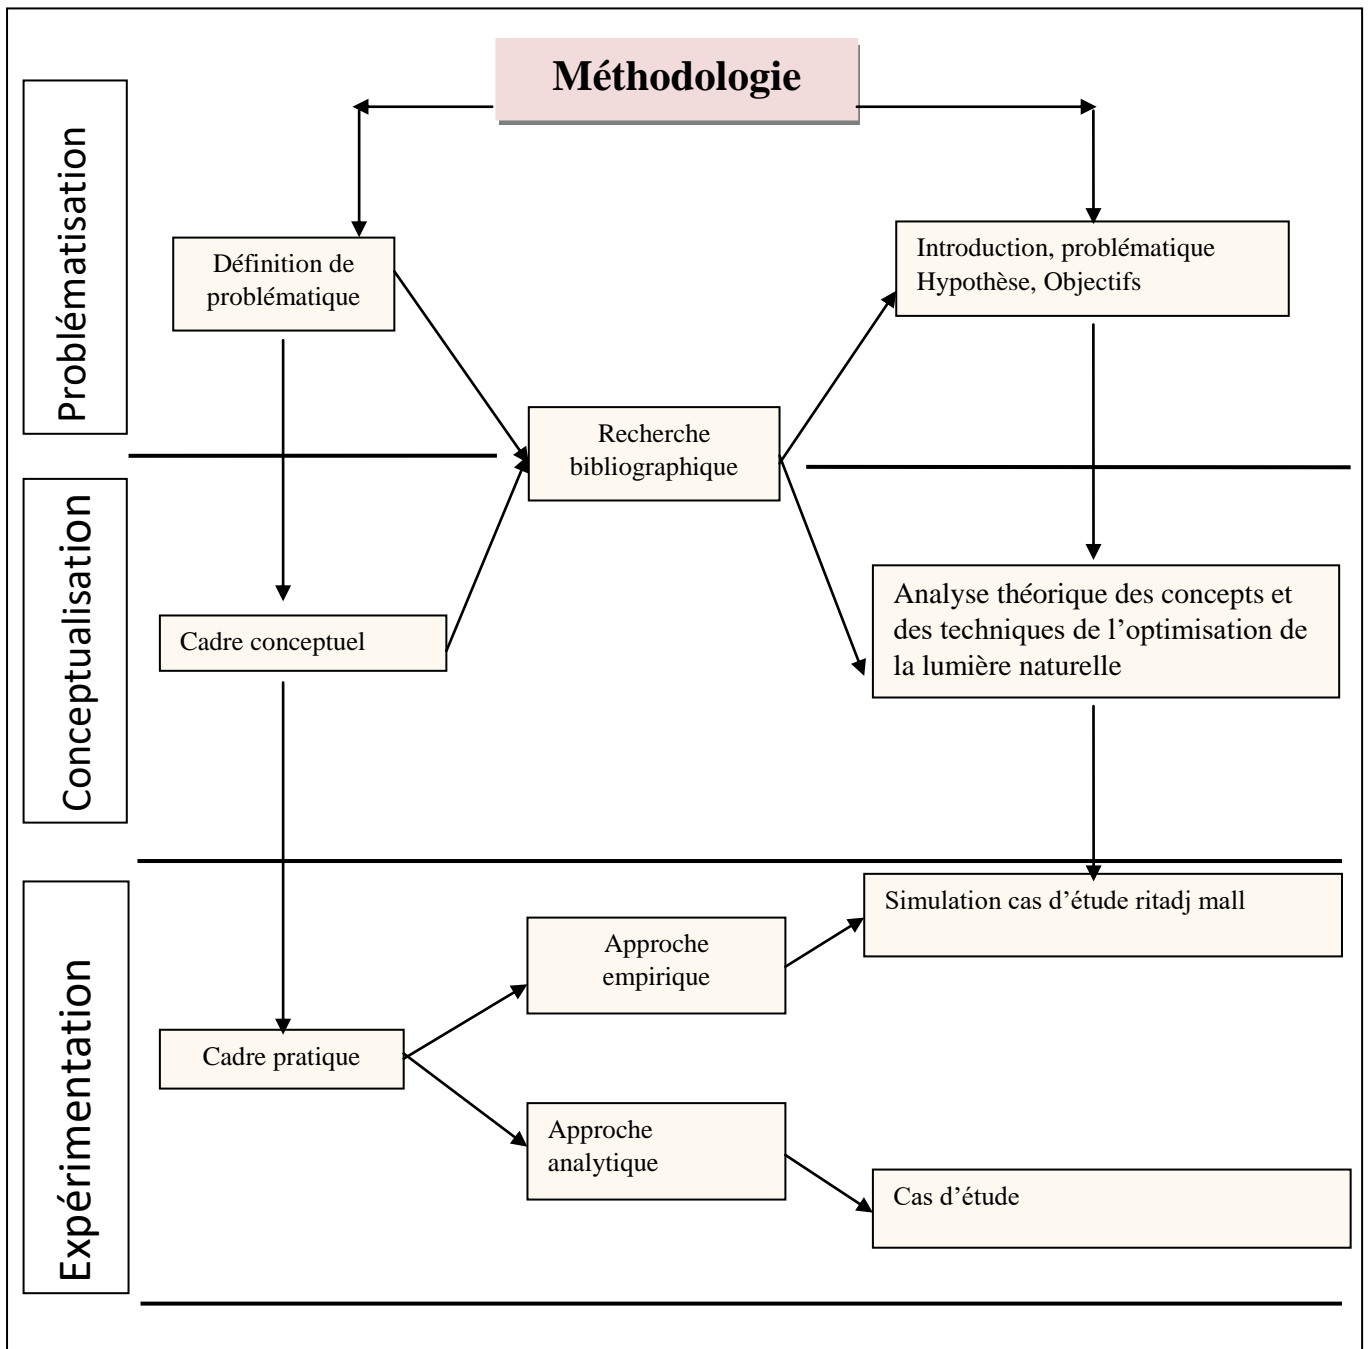 Méthodologie
Problématisation
Définition de
problématique
Introduction, problématique
Hypothèse, Objectifs
Recherche
bibliographique
Conceptualisation
Cadre conceptuel
Analyse théorique des concepts et
des techniques de l’optimisation de
la lumière naturelle
Expérimentation
Simulation cas d’étude ritadj mall
Approche
empirique
Cadre pratique
Approche
analytique
Cas d’étude